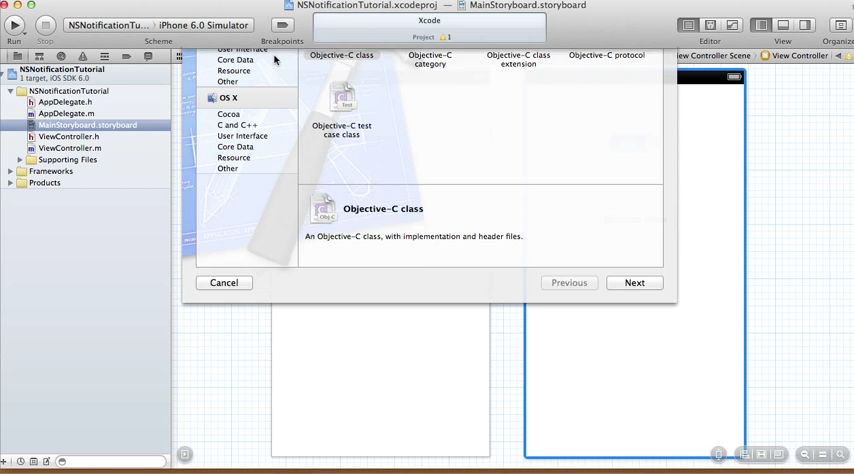 NSNotificationTutorial.xcodeproj — MainStoryboard.storyboard
NSNotificationTu... iPhone 6.0 Simulator
Xcode
Project 1
Run Stop Scheme Breakpoints Editor View Organize
NSNotificationTutorial
1 target, iOS SDK 6.0
NSNotificationTutorial
AppDelegate.h
AppDelegate.m
MainStoryboard.storyboard
ViewController.h
ViewController.m
Supporting Files
Frameworks
Products
User Interface
Core Data
Resource
Other
OS X
Cocoa
C and C++
User Interface
Core Data
Resource
Other
Objective-C class
Objective-C
category
Objective-C class
extension
Objective-C protocol
Test
Objective-C test
case class
Obj-C
Objective-C class
An Objective-C class, with implementation and header files.
Cancel Previous Next
ew Controller Scene View Controller